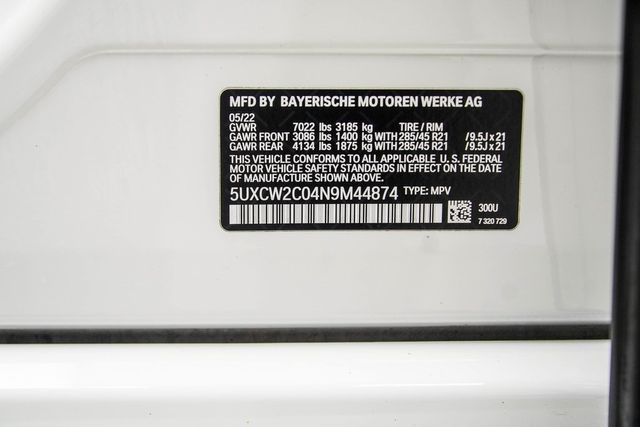 MFD BY BAYERISCHE MOTOREN WERKE AG
05/22
GVWR 7022 lbs 3185 kg TIRE / RIM
GAWR FRONT 3086 lbs 1400 kg WITH 285/45 R21 / 9.5J x 21
GAWR REAR 4134 lbs 1875 kg WITH 285/45 R21 / 9.5J x 21
THIS VEHICLE CONFORMS TO ALL APPLICABLE U. S. FEDERAL
MOTOR VEHICLE SAFETY STANDARDS IN EFFECT ON THE DATE
OF MANUFACTURE SHOWN ABOVE.
5UXCW2C04N9M44874 TYPE: MPV
300U
7 320 729